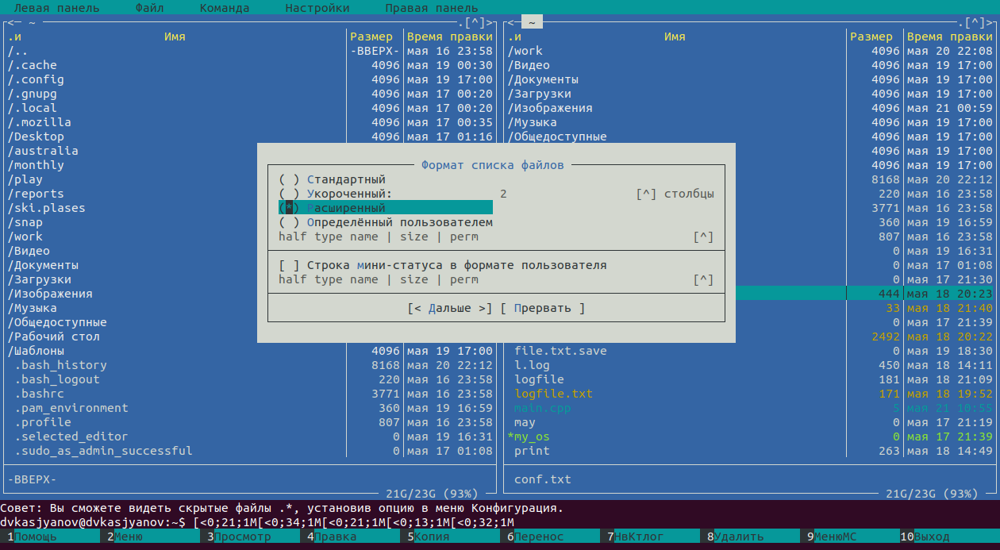 Левая панель Файл Команда Настройки Правая панель
<─ ~ .[^]> <─ ~ .[^]>
.и Имя Размер Время правки .и Имя Размер Время правки
/.. -ВВЕРХ- мая 16 23:58 /work 4096 мая 20 22:08
/.cache 4096 мая 19 00:30 /Видео 4096 мая 19 17:00
/.config 4096 мая 19 17:00 /Документы 4096 мая 19 17:00
/.gnupg 4096 мая 17 00:20 /Загрузки 4096 мая 19 17:00
/.local 4096 мая 17 00:20 /Изображения 4096 мая 21 00:59
/.mozilla 4096 мая 17 00:35 /Музыка 4096 мая 19 17:00
/Desktop 4096 мая 17 01:16 /Общедоступные 4096 мая 19 17:00
/australia 4096 мая 19 17:00
/monthly Формат списка файлов 4096 мая 19 17:00
/play ( ) Стандартный 8168 мая 20 22:12
/reports ( ) Укороченный: 2 [^] столбцы 220 мая 16 23:58
/ski.plases (*) Расширенный 3771 мая 16 23:58
/snap ( ) Определённый пользователем 360 мая 19 16:59
/work half type name | size | perm [^] 807 мая 16 23:58
/Видео 0 мая 19 16:31
/Документы [ ] Строка мини-статуса в формате пользователя 0 мая 17 01:08
/Загрузки half type name | size | perm [^] 0 мая 17 21:30
/Изображения 444 мая 18 20:23
/Музыка [< Дальше >] [ Прервать ] 33 мая 18 21:40
/Общедоступные 0 мая 17 21:39
/Рабочий стол 2492 мая 18 20:22
/Шаблоны 4096 мая 19 17:00 file.txt.save 0 мая 19 18:30
.bash_history 8168 мая 20 22:12 l.log 450 мая 18 14:11
.bash_logout 220 мая 16 23:58 logfile 181 мая 18 21:09
.bashrc 3771 мая 16 23:58 logfile.txt 171 мая 18 19:52
.pam_environment 360 мая 19 16:59 main.cpp 5 мая 21 10:55
.profile 807 мая 16 23:58 may 0 мая 17 21:19
.selected_editor 0 мая 19 16:31 *my_os 0 мая 17 21:39
.sudo_as_admin_successful 0 мая 17 01:08 print 263 мая 18 14:49
-ВВЕРХ- conf.txt
21G/23G (93%) 21G/23G (93%)
Совет: Вы сможете видеть скрытые файлы .*, установив опцию в меню Конфигурация.
dvkasjyanov@dvkasjyanov:~$ [<0;21;1M[<0;34;1M[<0;21;1M[<0;13;1M[<0;32;1M
1Помощь 2Меню 3Просмотр 4Правка 5Копия 6Перенос 7НвКтлог 8Удалить 9МенюMC 10Выход